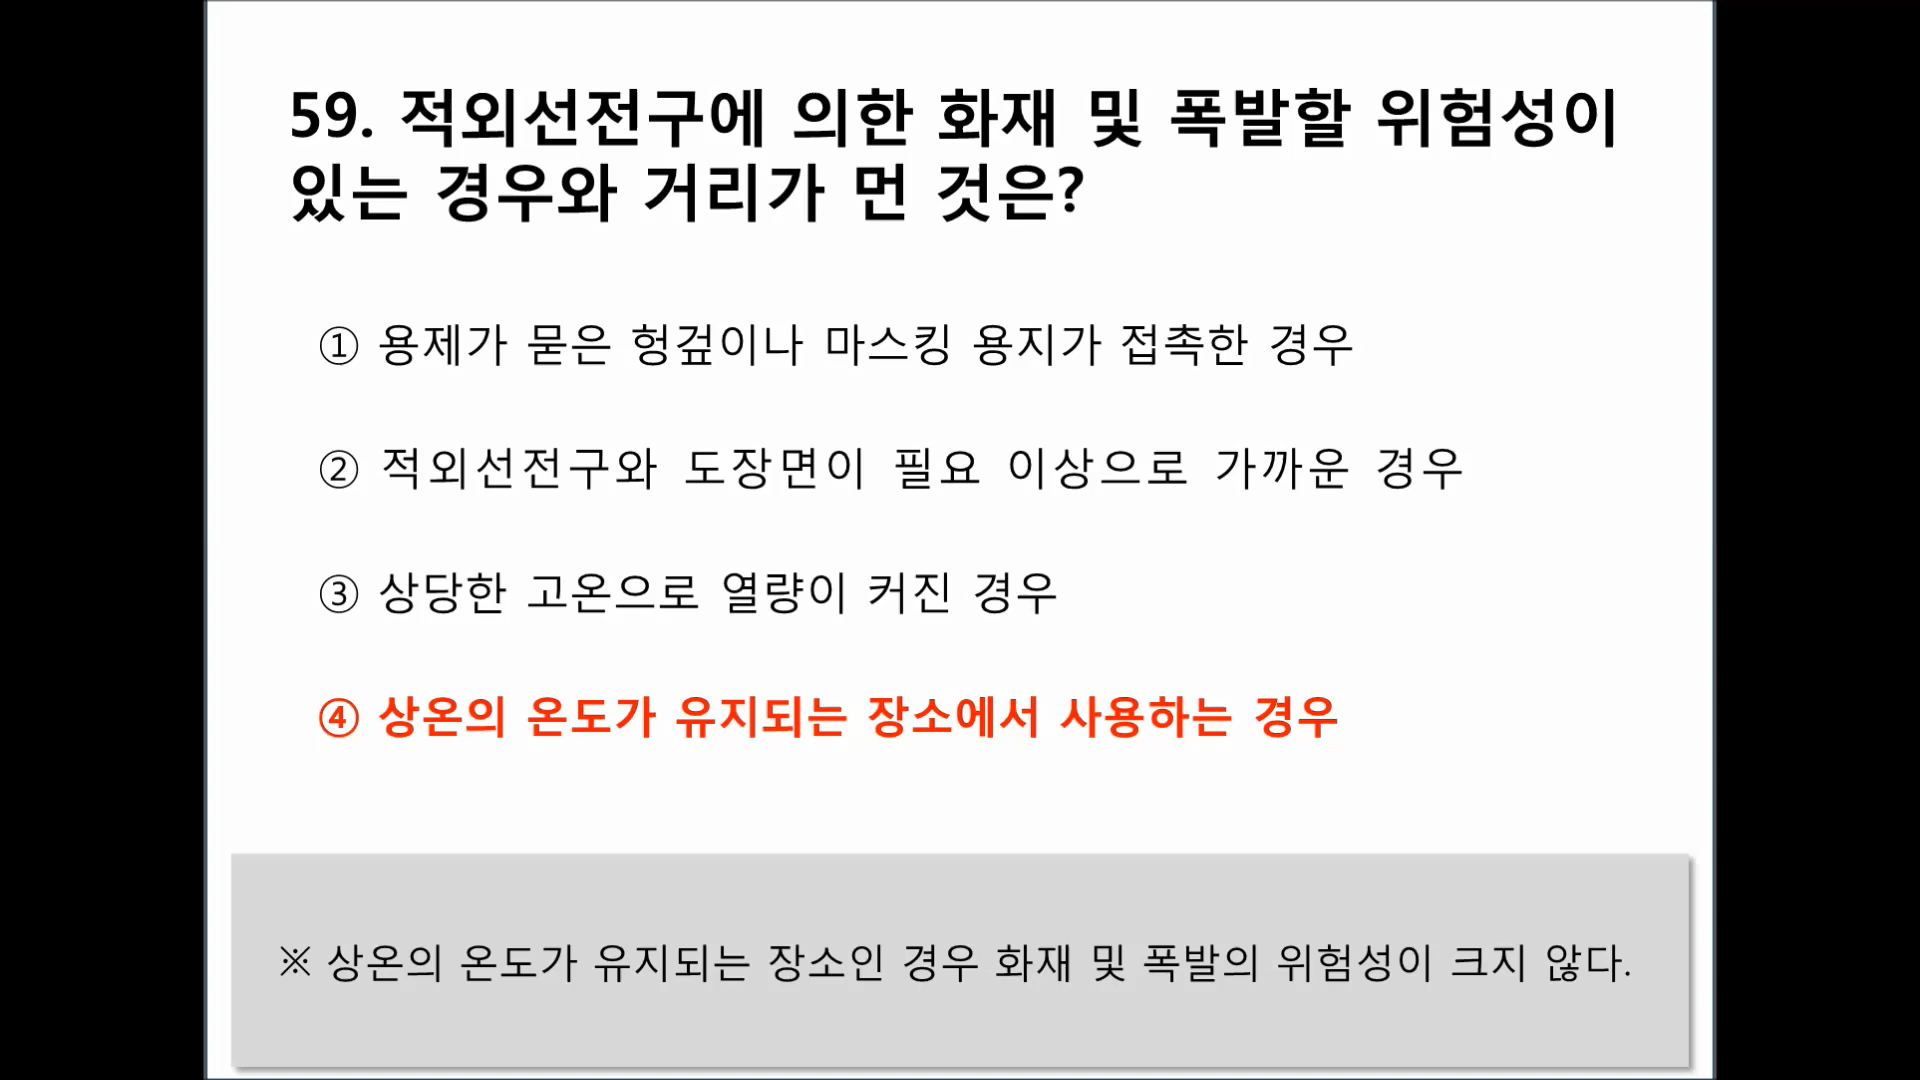 59. 적외선전구에 의한 화재 및 폭발할 위험성이
있는 경우와 거리가 먼 것은?
① 용제가 묻은 헝겊이나 마스킹 용지가 접촉한 경우
② 적외선전구와 도장면이 필요 이상으로 가까운 경우
③ 상당한 고온으로 열량이 커진 경우
④ 상온의 온도가 유지되는 장소에서 사용하는 경우
※ 상온의 온도가 유지되는 장소인 경우 화재 및 폭발의 위험성이 크지 않다.